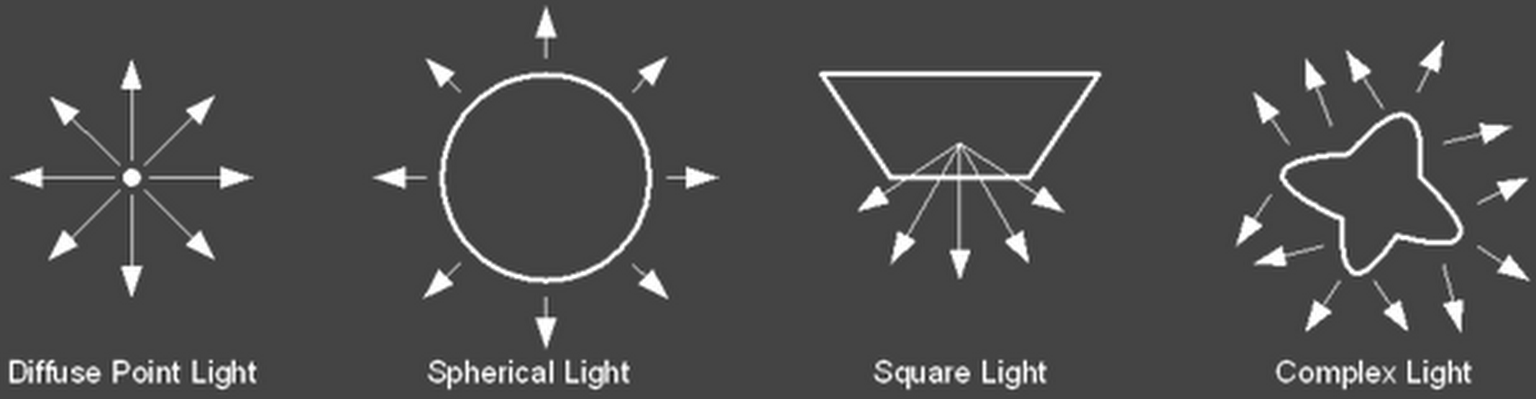 Diffuse Point Light
Spherical Light
Square Light
Complex Light